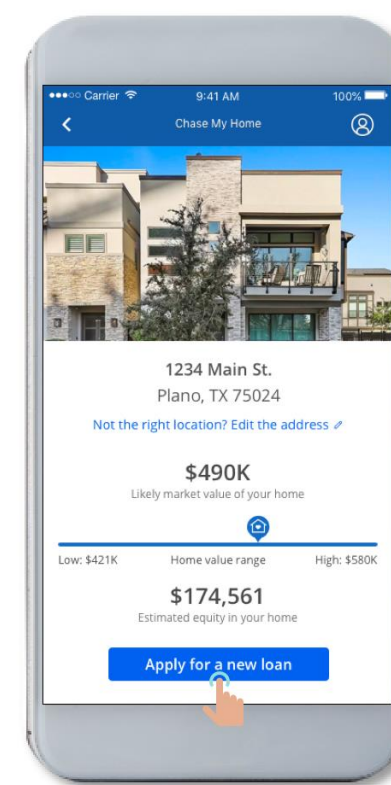 ●●●○○ Carrier 9:41 AM 100%
Chase My Home
1234 Main St.
Plano, TX 75024
Not the right location? Edit the address
$490K
Likely market value of your home
Low: $421K Home value range High: $580K
$174,561
Estimated equity in your home
Apply for a new loan